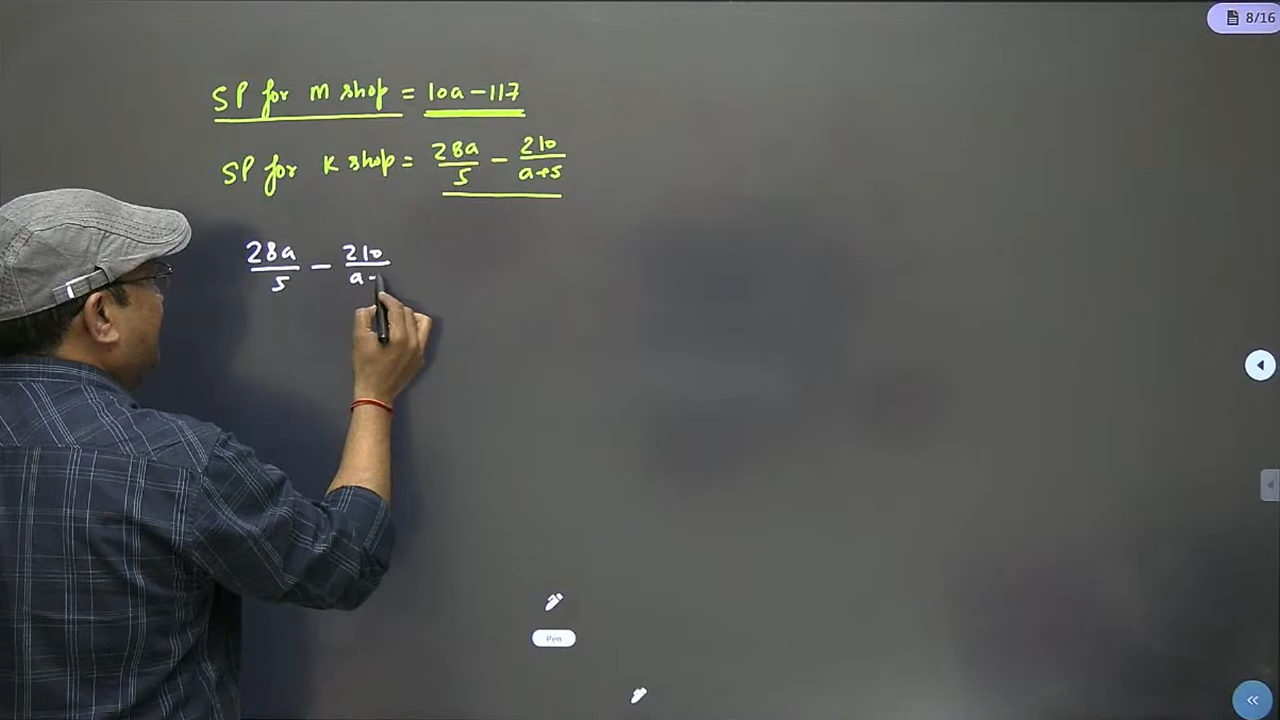 8/16
SP for M shop = 10a - 117
SP for K shop = 28a/5 - 210/a+5
28a/5 - 210/a-
Pen